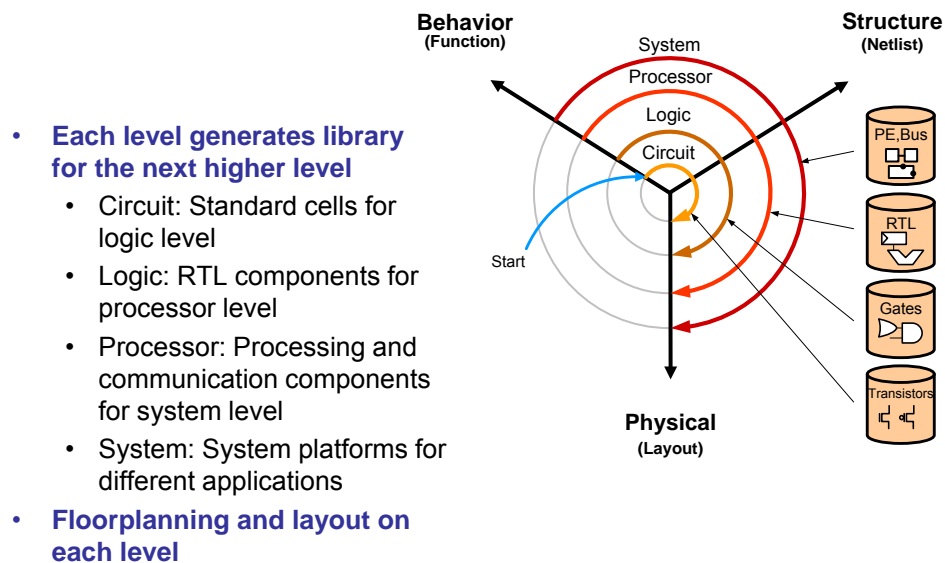 • Each level generates library
for the next higher level
• Circuit: Standard cells for
logic level
• Logic: RTL components for
processor level
• Processor: Processing and
communication components
for system level
• System: System platforms for
different applications
• Floorplanning and layout on
each level
Behavior
(Function)
Structure
(Netlist)
System
Processor
Logic
Circuit
Start
Physical
(Layout)
PE,Bus
RTL
Gates
Transistors